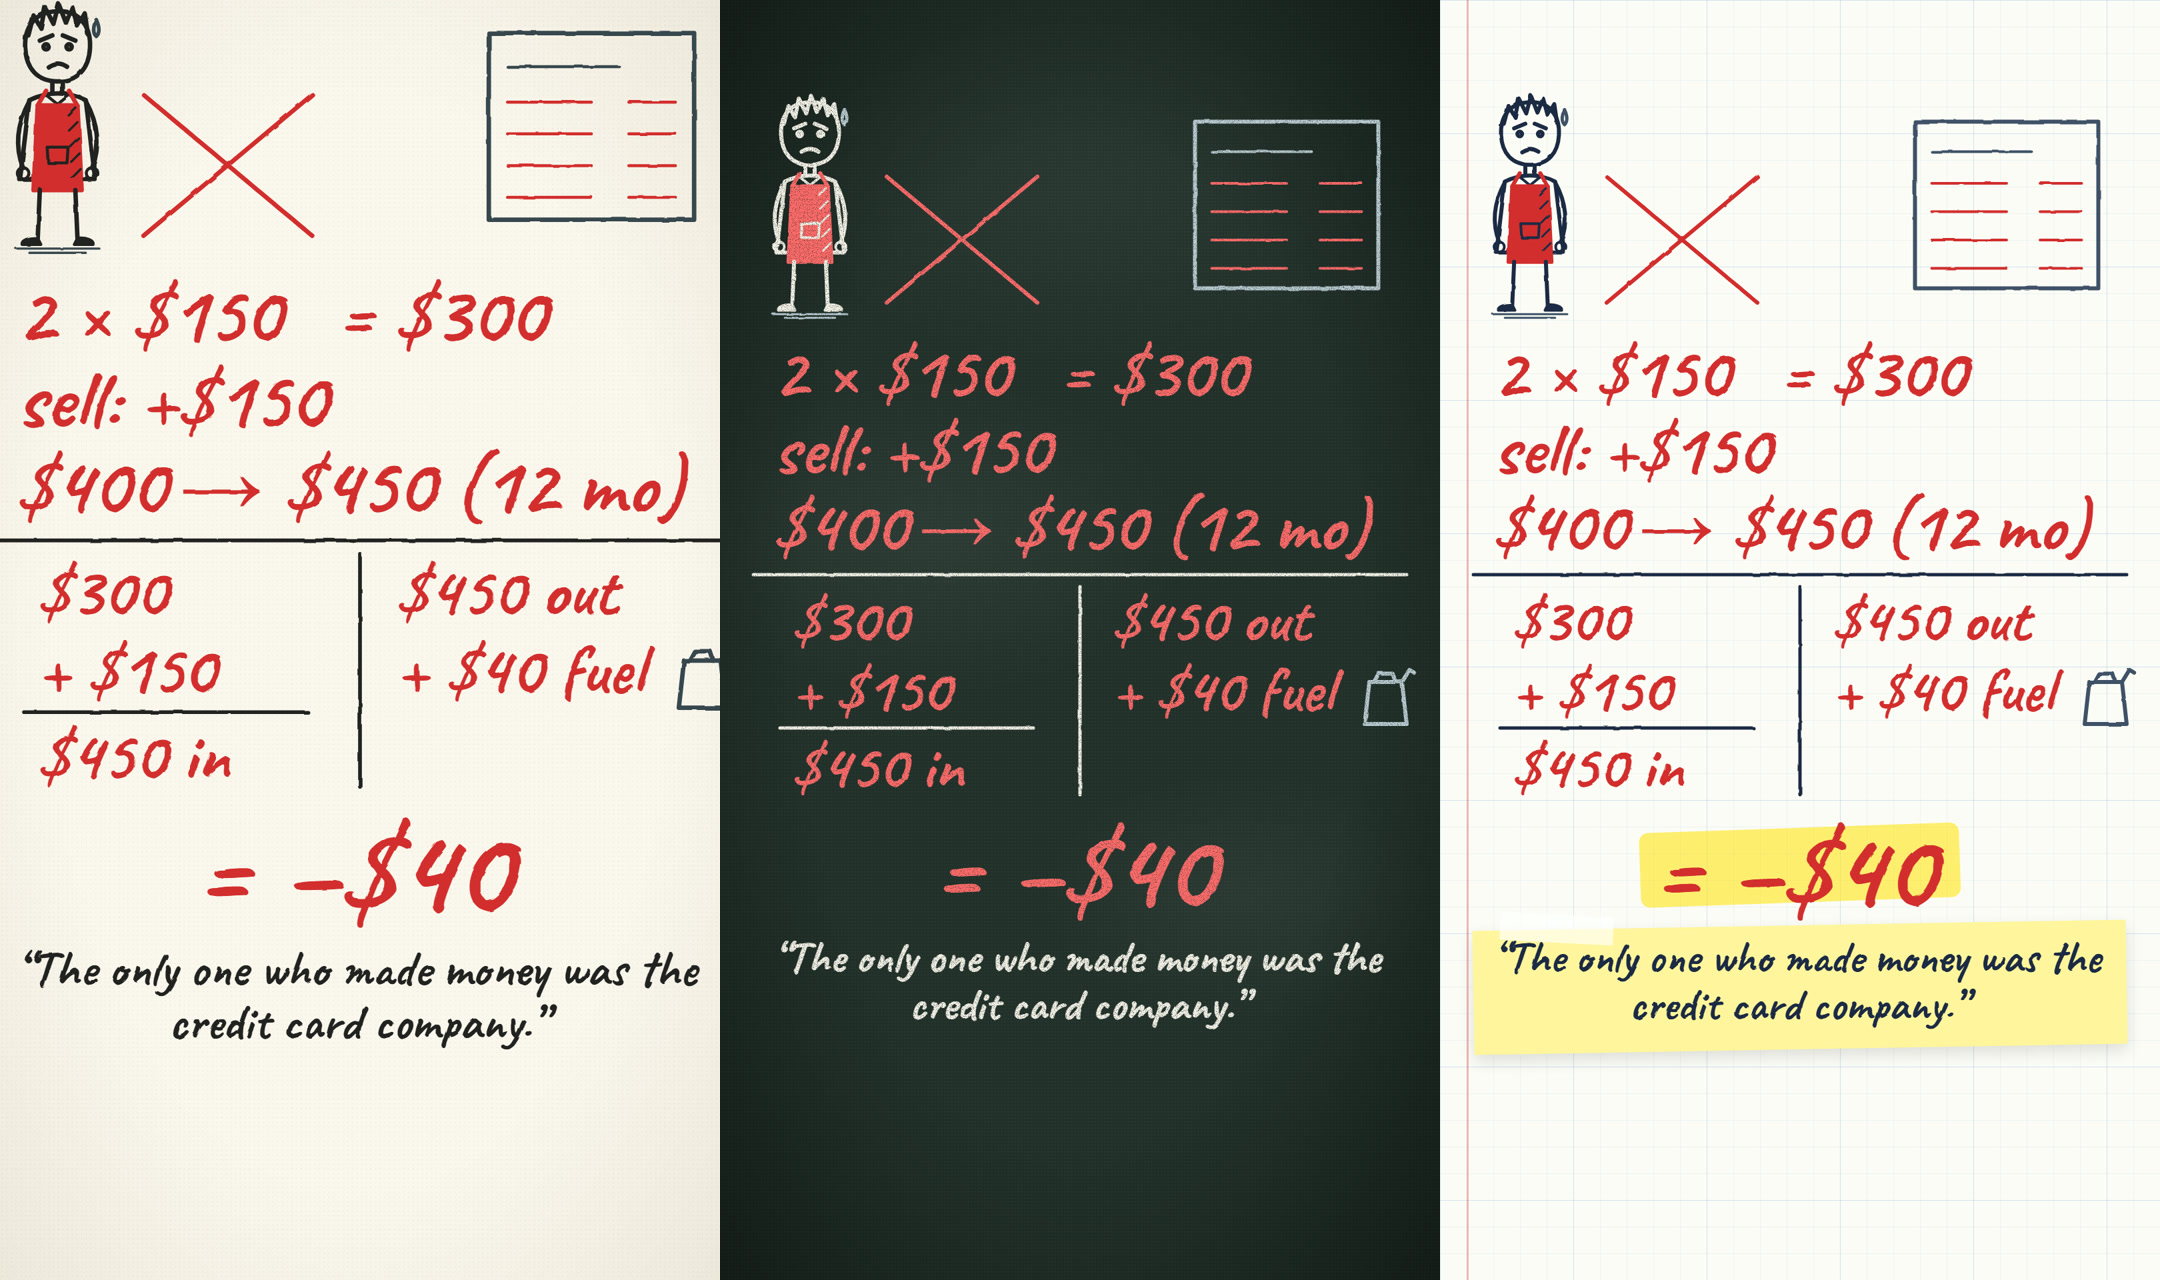 2 × $150 = $300
sell: +$150
$400 → $450 (12 mo)
$300
+ $150
$450 in
$450 out
+ $40 fuel
= –$40
“The only one who made money was the
credit card company.”
2 × $150 = $300
sell: +$150
$400 → $450 (12 mo)
$300
+ $150
$450 in
$450 out
+ $40 fuel
= –$40
“The only one who made money was the
credit card company.”
2 × $150 = $300
sell: +$150
$400 → $450 (12 mo)
$300
+ $150
$450 in
$450 out
+ $40 fuel
= –$40
“The only one who made money was the
credit card company.”